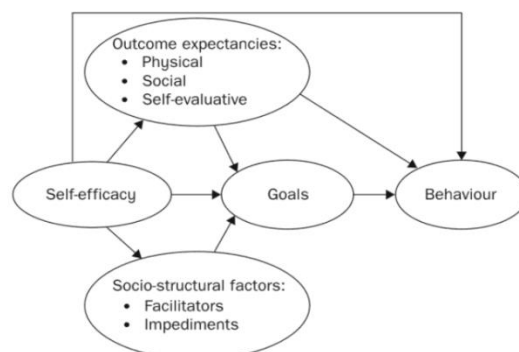 Outcome expectancies:
• Physical
• Social
• Self-evaluative
Self-efficacy
Goals
Behaviour
Socio-structural factors:
• Facilitators
• Impediments